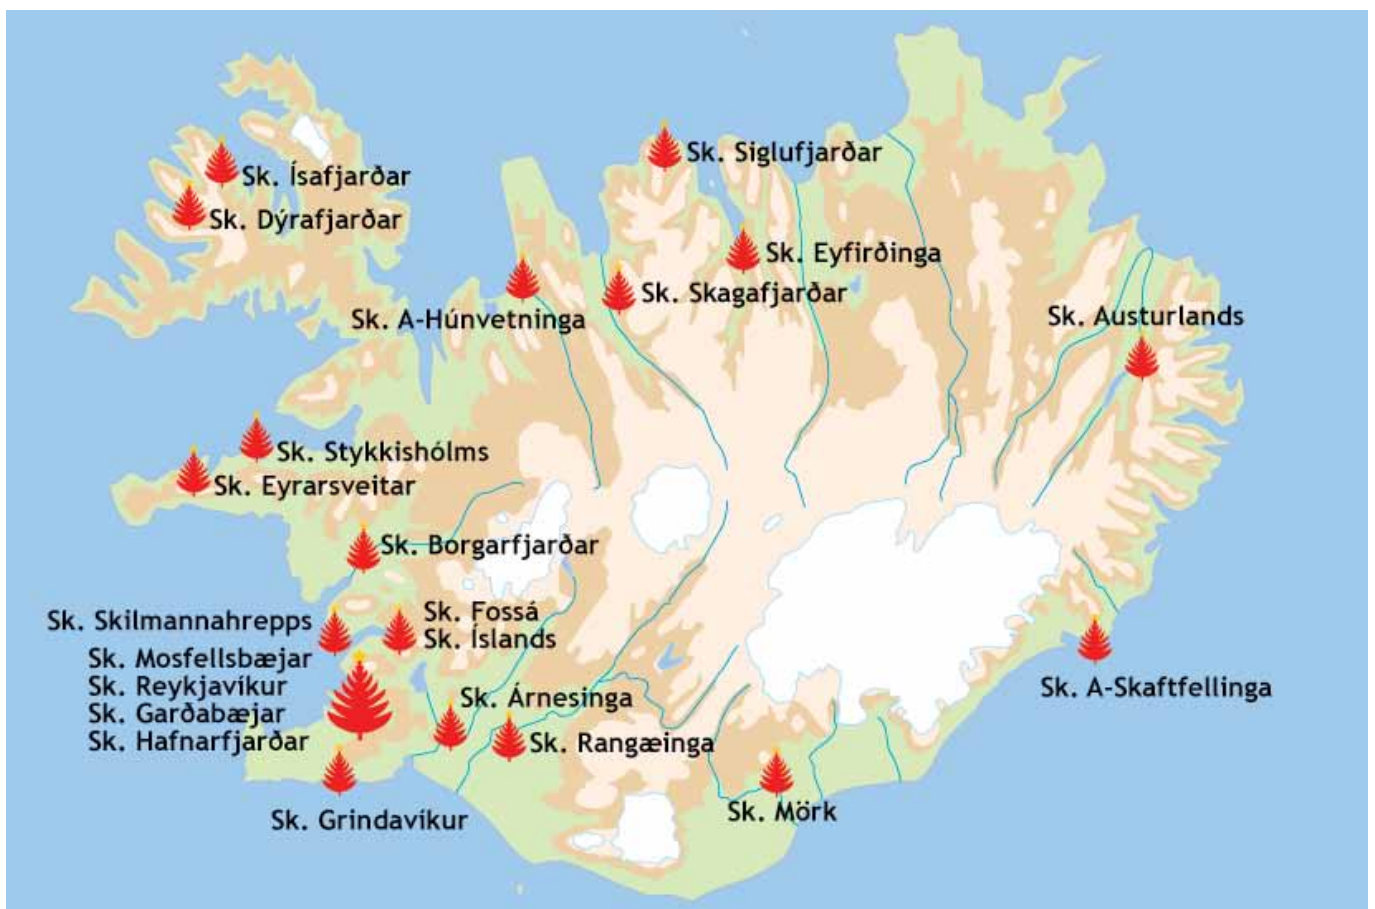 Sk. Siglufjarðar
Sk. Ísafjarðar
Sk. Dýrafjarðar
Sk. Eyfirðinga
Sk. Skagafjarðar
Sk. A-Húnvetninga
Sk. Austurlands
Sk. Stykkishólms
Sk. Eyrarsveitar
Sk. Borgarfjarðar
Sk. Skilmannahrepps
Sk. Fossá
Sk. Íslands
Sk. Mosfellsbæjar
Sk. Reykjavíkur
Sk. Garðabæjar
Sk. Hafnarfjarðar
Sk. A-Skaftfellinga
Sk. Árnesinga
Sk. Rangæinga
Sk. Mörk
Sk. Grindavíkur